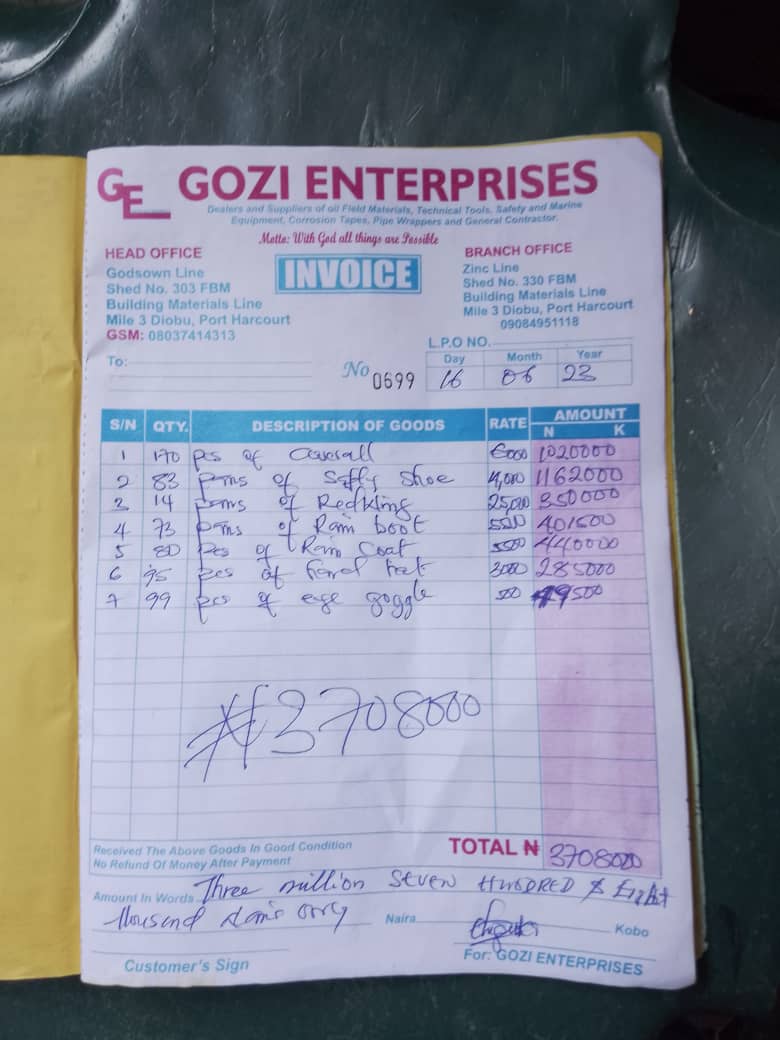 GE GOZI ENTERPRISES
Dealers and Suppliers of oil Field Materials, Technical Tools, Safety and Marine
Equipment, Corrosion Tapes, Pipe Wrappers and General Contractor.
Motto: With God all things are Possible
HEAD OFFICE
Godsown Line
Shed No. 303 FBM
Building Materials Line
Mile 3 Diobu, Port Harcourt
GSM: 08037414313
INVOICE
BRANCH OFFICE
Zinc Line
Shed No. 330 FBM
Building Materials Line
Mile 3 Diobu, Port Harcourt
09084951118
L.P.O NO.
To:
No 0699
Day Month Year
16 06 23
S/N QTY. DESCRIPTION OF GOODS RATE AMOUNT
N K
1 170 pcs of Overall 6000 1020000
2 83 of Safty Shoe 14,000 1162000
3 14 of Redking 25,000 350000
4 73 of Rain boot 5500 401500
5 80 pcs of Rain Coat 5500 440000
6 95 pcs of 3000 285000
7 99 pcs of eye goggle 500 49500
₦3708000
Received The Above Goods In Good Condition
No Refund Of Money After Payment
TOTAL ₦ 3708000
Amount In Words Three million SEVEN HUNDRED & Eight
thousand only Naira Kobo
Customer's Sign
For: GOZI ENTERPRISES